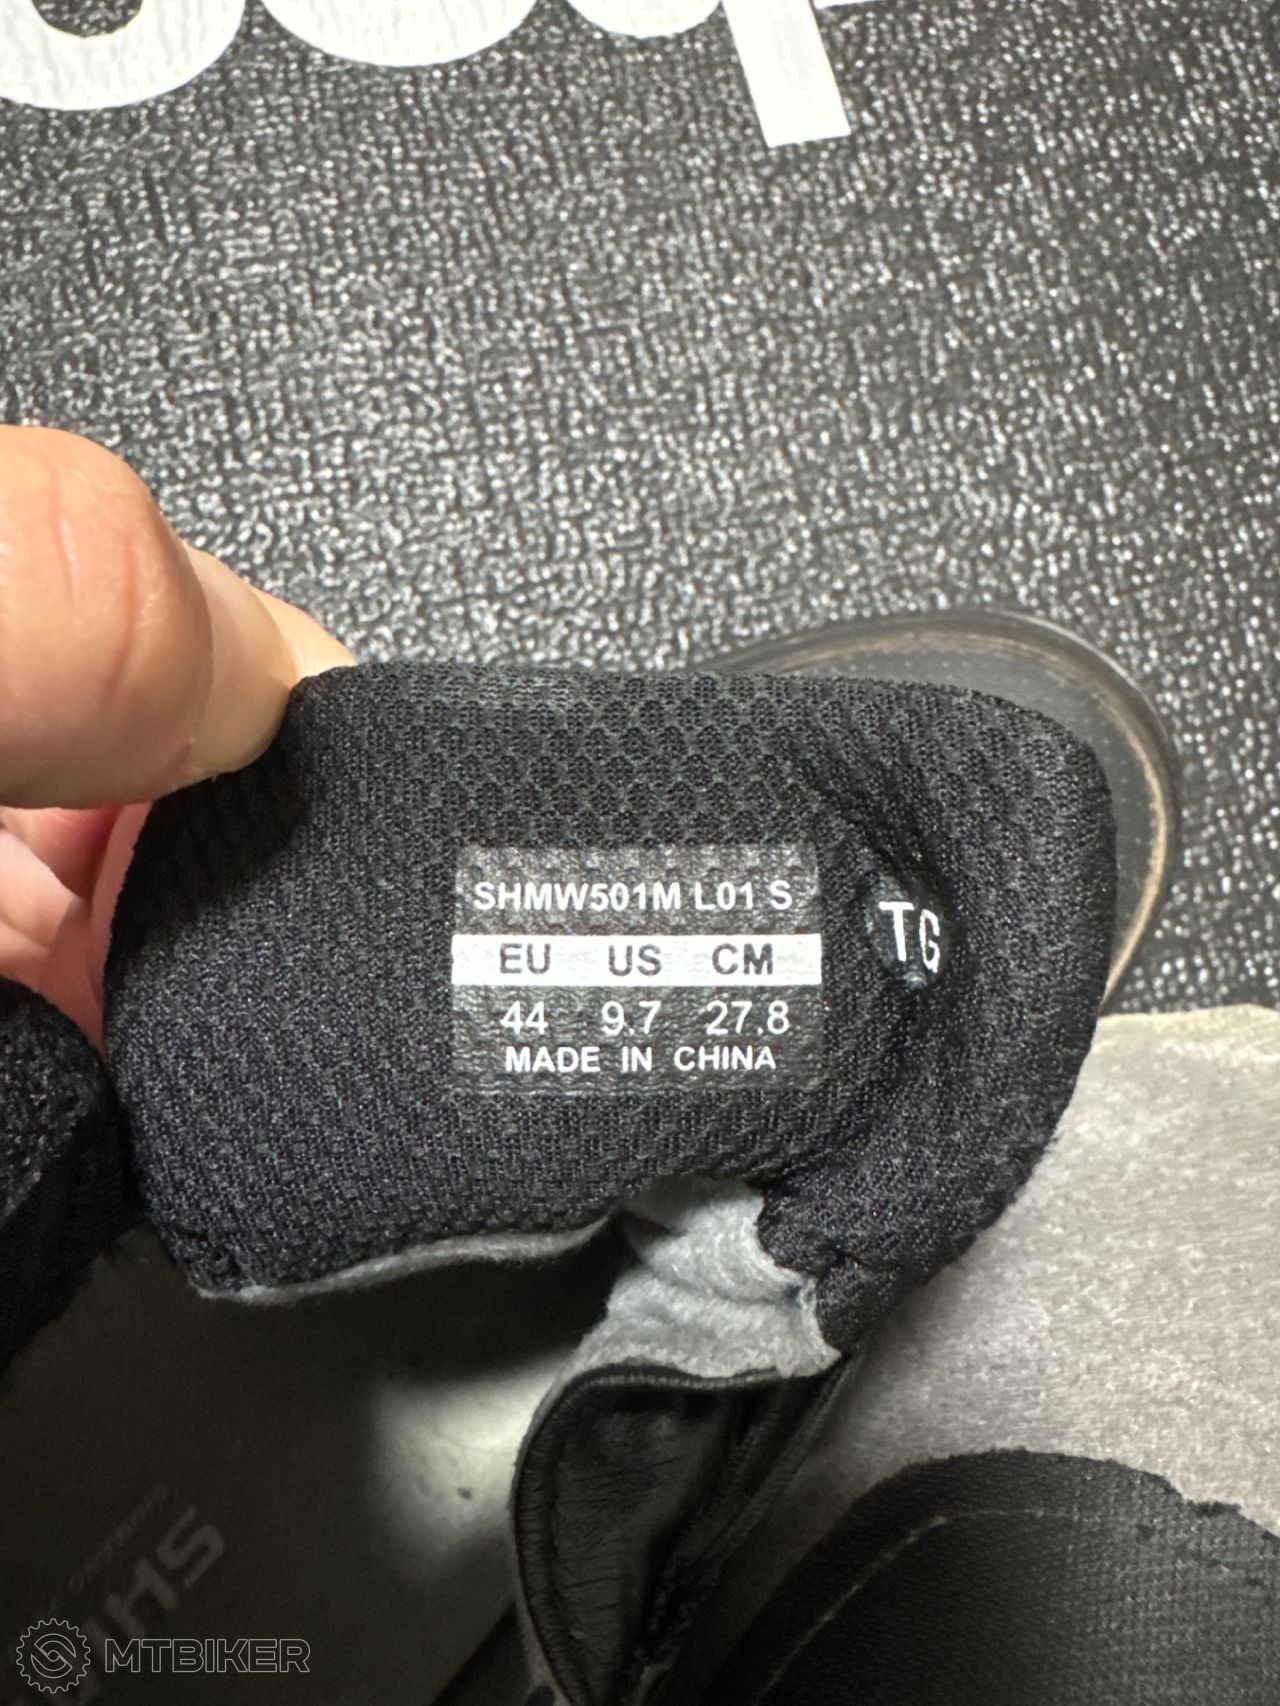 SHMW501M L01 S
EU US CM
44 9.7 27.8
MADE IN CHINA
TG
MTBIKER